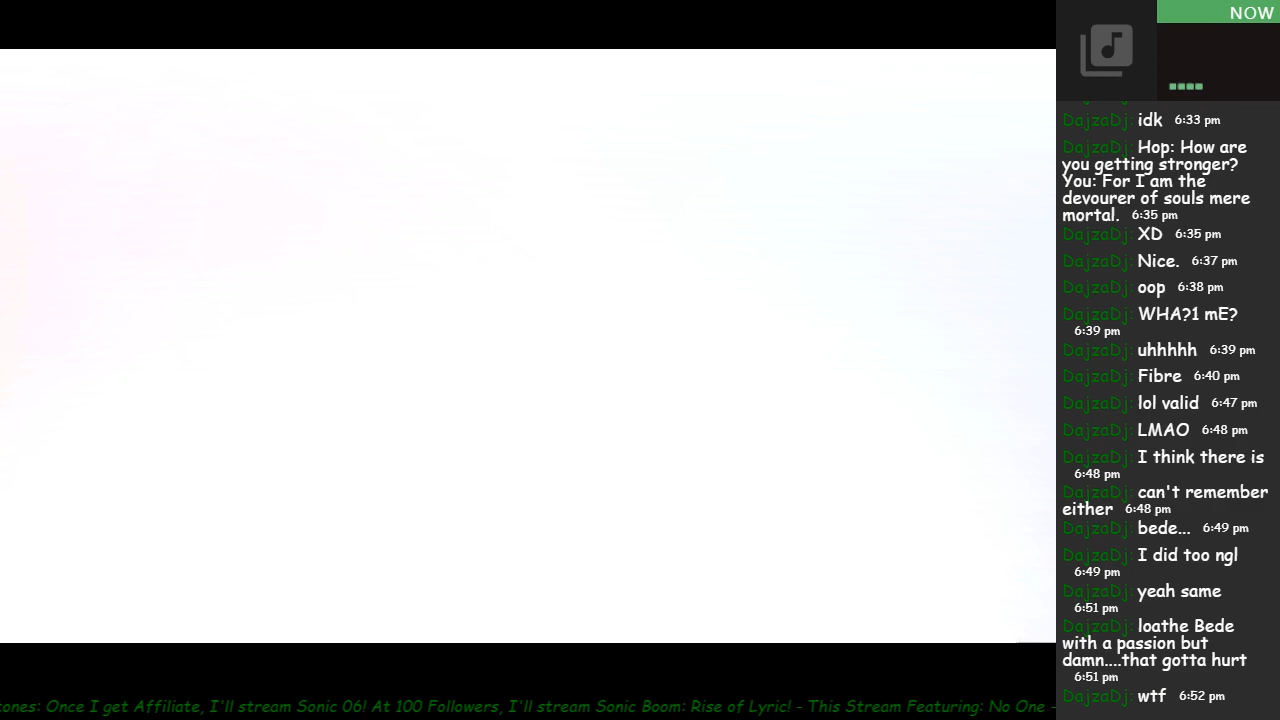 NOW
DajzaDj: idk 6:33 pm
DajzaDj: Hop: How are
you getting stronger?
You: For I am the
devourer of souls mere
mortal. 6:35 pm
DajzaDj: XD 6:35 pm
DajzaDj: Nice. 6:37 pm
DajzaDj: oop 6:38 pm
DajzaDj: WHA?1 mE?
6:39 pm
DajzaDj: uhhhhh 6:39 pm
DajzaDj: Fibre 6:40 pm
DajzaDj: lol valid 6:47 pm
DajzaDj: LMAO 6:48 pm
DajzaDj: I think there is
6:48 pm
DajzaDj: can't remember
either 6:48 pm
DajzaDj: bede... 6:49 pm
DajzaDj: I did too ngl
6:49 pm
DajzaDj: yeah same
6:51 pm
DajzaDj: loathe Bede
with a passion but
damn....that gotta hurt
6:51 pm
DajzaDj: wtf 6:52 pm
tones: Once I get Affiliate, I'll stream Sonic 06! At 100 Followers, I'll stream Sonic Boom: Rise of Lyric! - This Stream Featuring: No One -